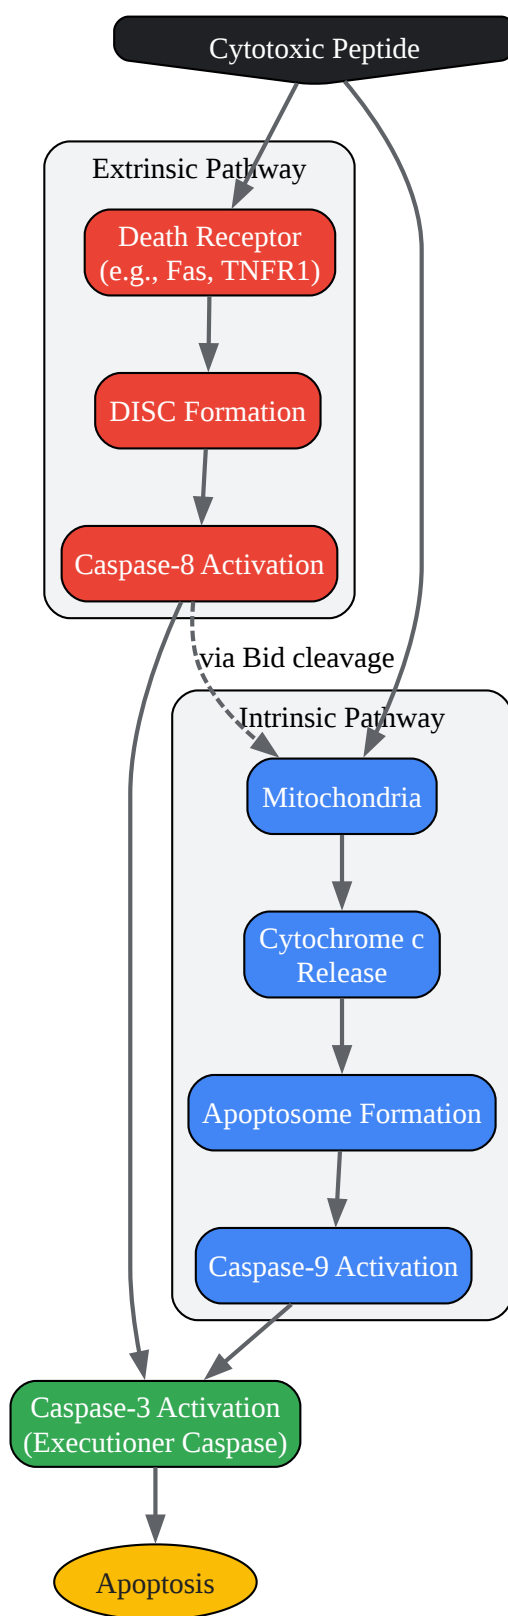 Cytotoxic Peptide
Extrinsic Pathway
Death Receptor
(e.g., Fas, TNFR1)
DISC Formation
Caspase-8 Activation
via Bid cleavage
Intrinsic Pathway
Mitochondria
Cytochrome c
Release
Apoptosome Formation
Caspase-9 Activation
Caspase-3 Activation
(Executioner Caspase)
Apoptosis